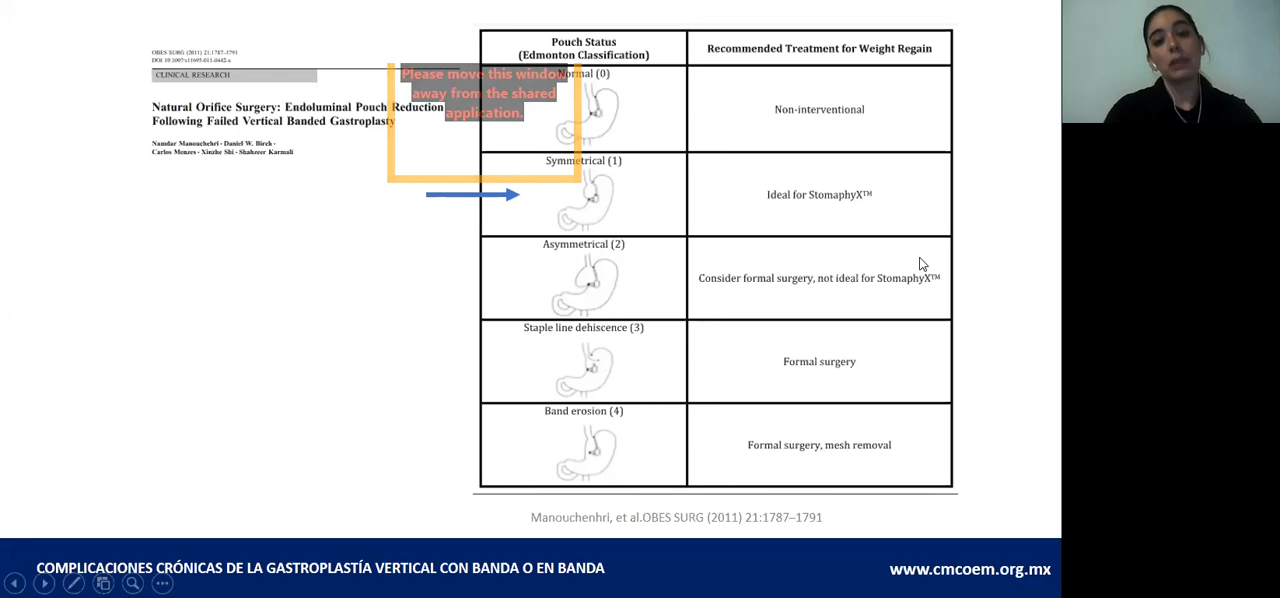 OBES SURG (2011) 21:1787–1791
DOI 10.1007/s11695-011-0442-z
CLINICAL RESEARCH
Natural Orifice Surgery: Endoluminal Pouch Reduction
Following Failed Vertical Banded Gastroplasty
Namdar Manouchehri · Daniel W. Birch ·
Carlos Menzes · Xinzhe Shi · Shahzeer Karmali
Please move this window
away from the shared
application.
Pouch Status
(Edmonton Classification)
Recommended Treatment for Weight Regain
Normal (0)
Non-interventional
Symmetrical (1)
Ideal for StomaphyX™
Asymmetrical (2)
Consider formal surgery, not ideal for StomaphyX™
Staple line dehiscence (3)
Formal surgery
Band erosion (4)
Formal surgery, mesh removal
Manouchenhri, et al.OBES SURG (2011) 21:1787–1791
COMPLICACIONES CRÓNICAS DE LA GASTROPLASTÍA VERTICAL CON BANDA O EN BANDA
www.cmcoem.org.mx